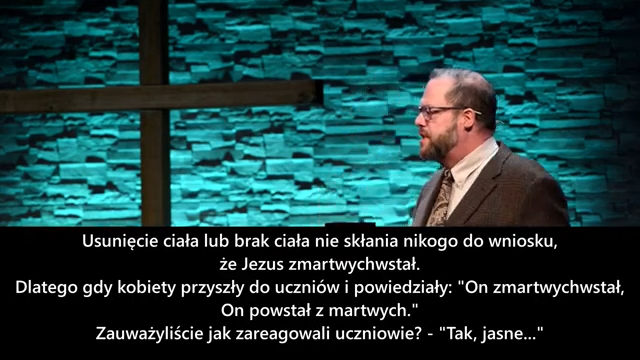 Usunięcie ciała lub brak ciała nie skłania nikogo do wniosku,
że Jezus zmartwychwstał.
Dlatego gdy kobiety przyszły do uczniów i powiedziały: "On zmartwychwstał,
On powstał z martwych."
Zauważyliście jak zareagowali uczniowie? - "Tak, jasne..."